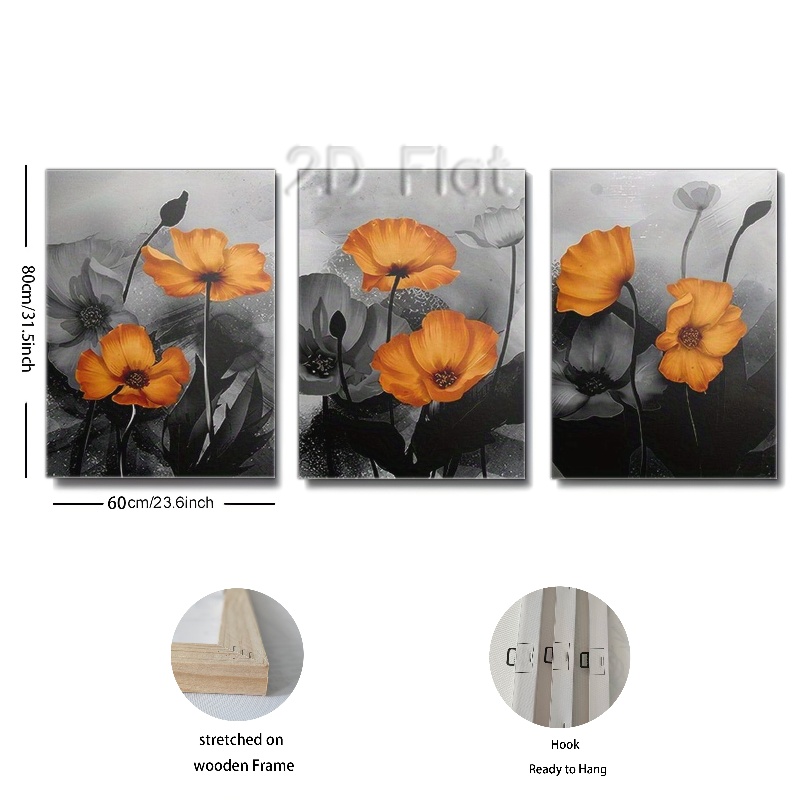 2D Flat
80cm/31.5inch
60cm/23.6inch
stretched on
wooden Frame
Hook
Ready to Hang